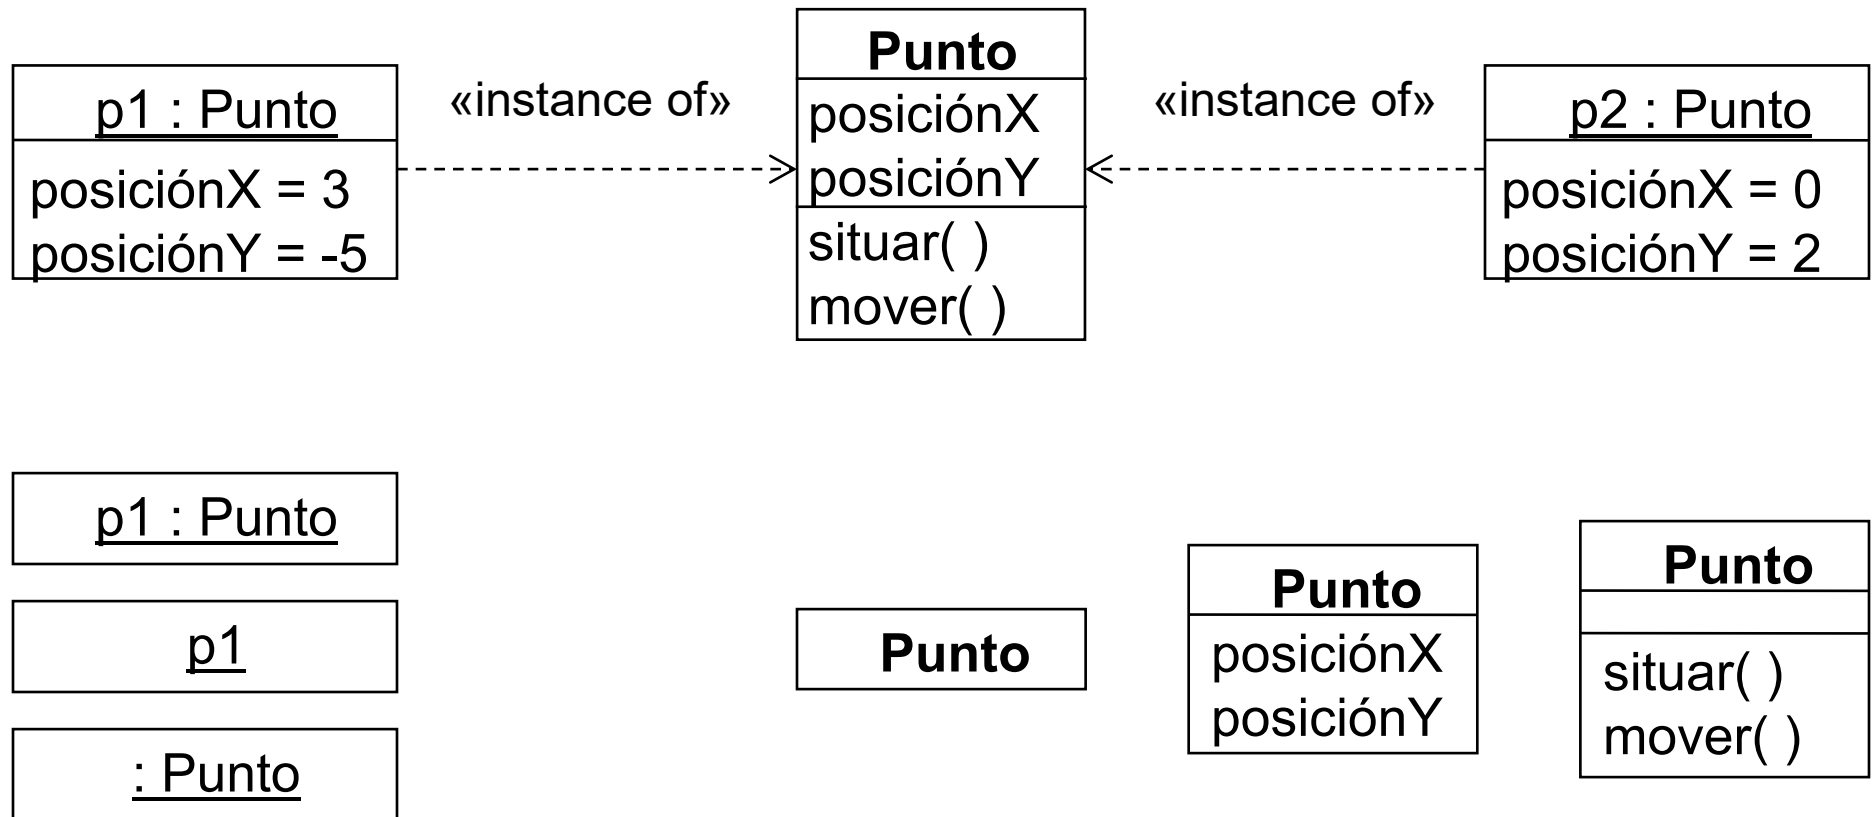 p1 : Punto
posiciónX = 3
posiciónY = -5
«instance of»
Punto
posiciónX
posiciónY
situar( )
mover( )
«instance of»
p2 : Punto
posiciónX = 0
posiciónY = 2
p1 : Punto
p1
: Punto
Punto
Punto
posiciónX
posiciónY
Punto
situar( )
mover( )